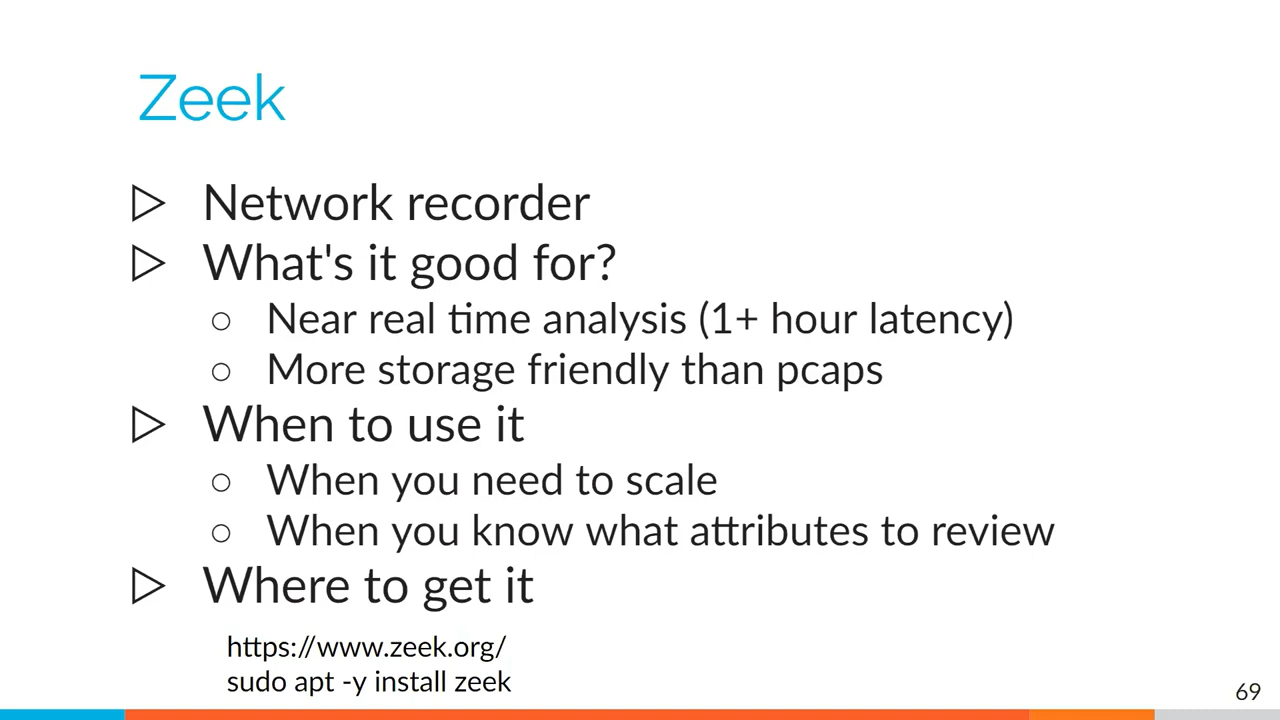 Zeek
▷ Network recorder
▷ What's it good for?
○ Near real time analysis (1+ hour latency)
○ More storage friendly than pcaps
▷ When to use it
○ When you need to scale
○ When you know what attributes to review
▷ Where to get it
https://www.zeek.org/
sudo apt -y install zeek
69